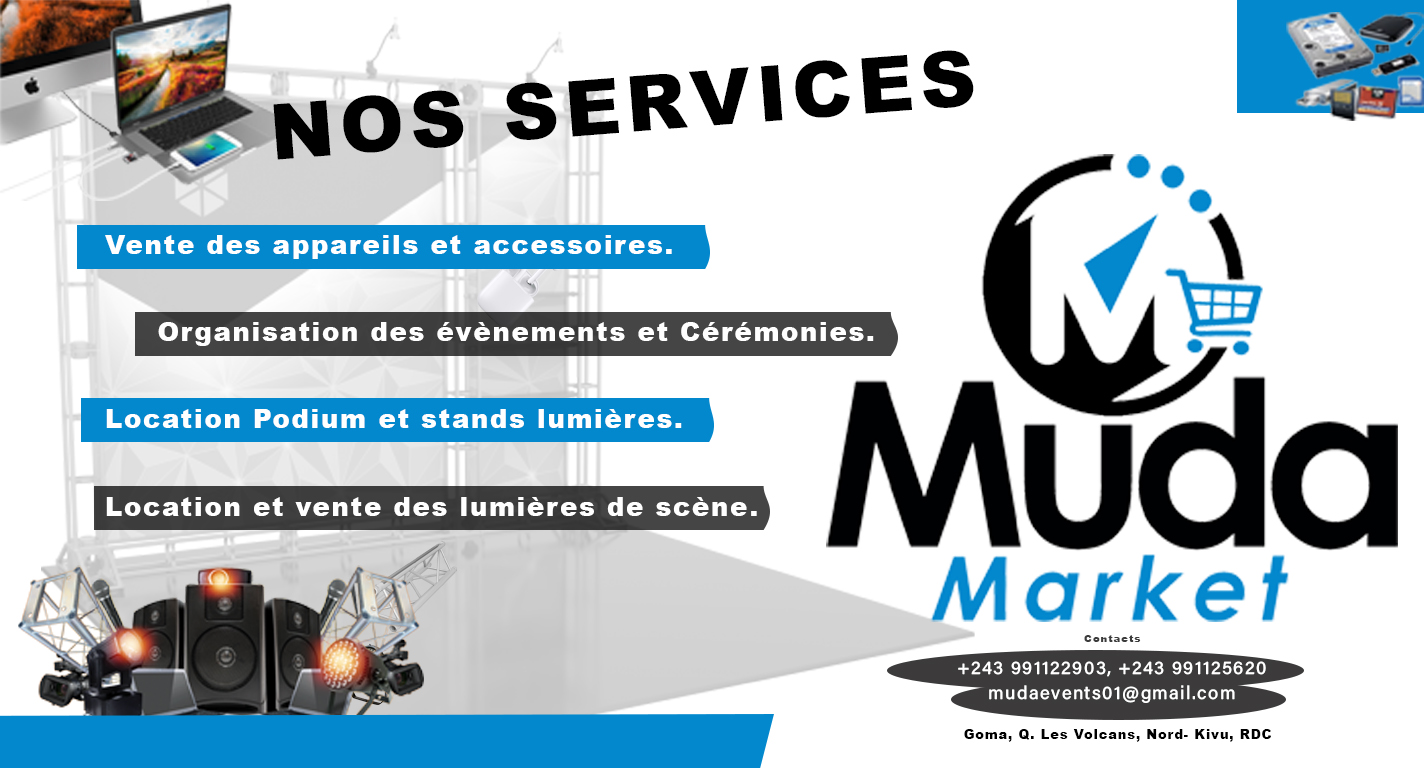 NOS SERVICES
Vente des appareils et accessoires.
Organisation des évènements et Cérémonies.
Location Podium et stands lumières.
Location et vente des lumières de scène.
Muda
Market
Contacts
+243 991122903, +243 991125620
mudaevents01@gmail.com
Goma, Q. Les Volcans, Nord- Kivu, RDC